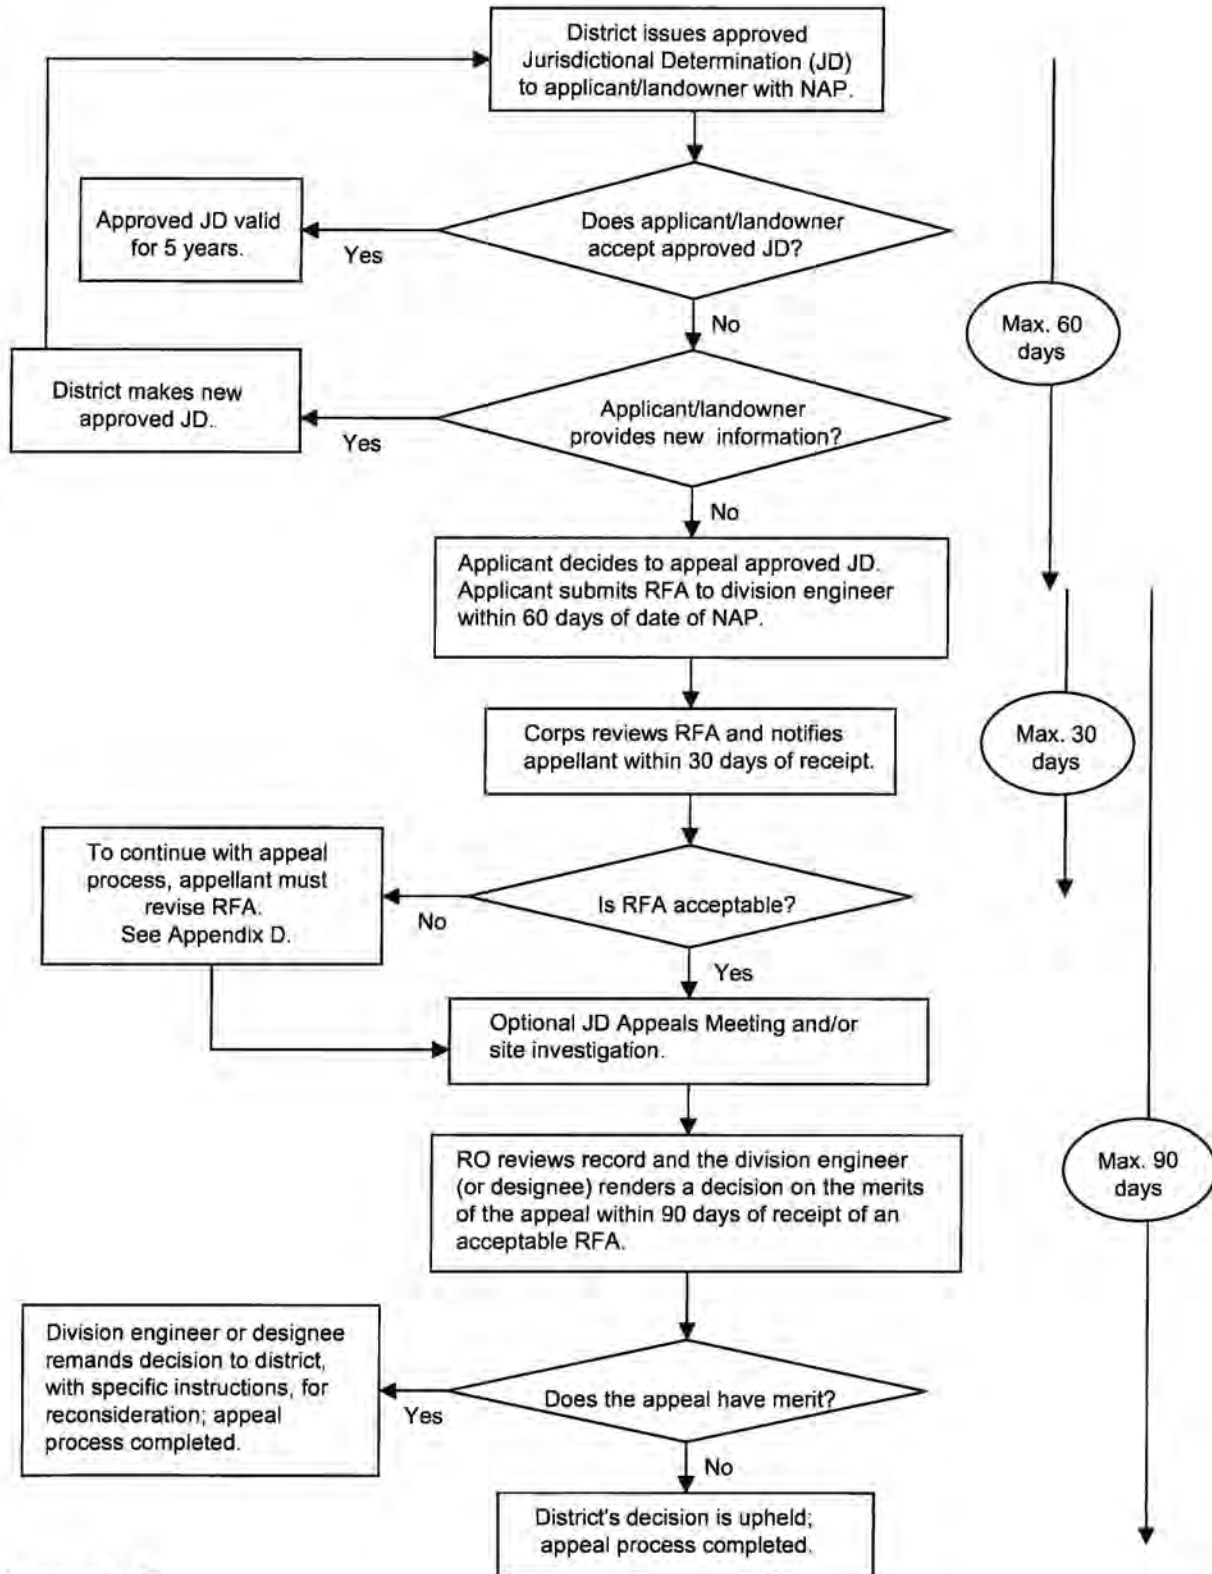 District issues approved
Jurisdictional Determination (JD)
to applicant/landowner with NAP.
Does applicant/landowner
accept approved JD?
Yes
Approved JD valid
for 5 years.
No
Max. 60
days
Applicant/landowner
provides new information?
Yes
District makes new
approved JD.
No
Applicant decides to appeal approved JD.
Applicant submits RFA to division engineer
within 60 days of date of NAP.
Corps reviews RFA and notifies
appellant within 30 days of receipt.
Max. 30
days
Is RFA acceptable?
No
To continue with appeal
process, appellant must
revise RFA.
See Appendix D.
Yes
Optional JD Appeals Meeting and/or
site investigation.
RO reviews record and the division engineer
(or designee) renders a decision on the merits
of the appeal within 90 days of receipt of an
acceptable RFA.
Max. 90
days
Does the appeal have merit?
Yes
Division engineer or designee
remands decision to district,
with specific instructions, for
reconsideration; appeal
process completed.
No
District's decision is upheld;
appeal process completed.